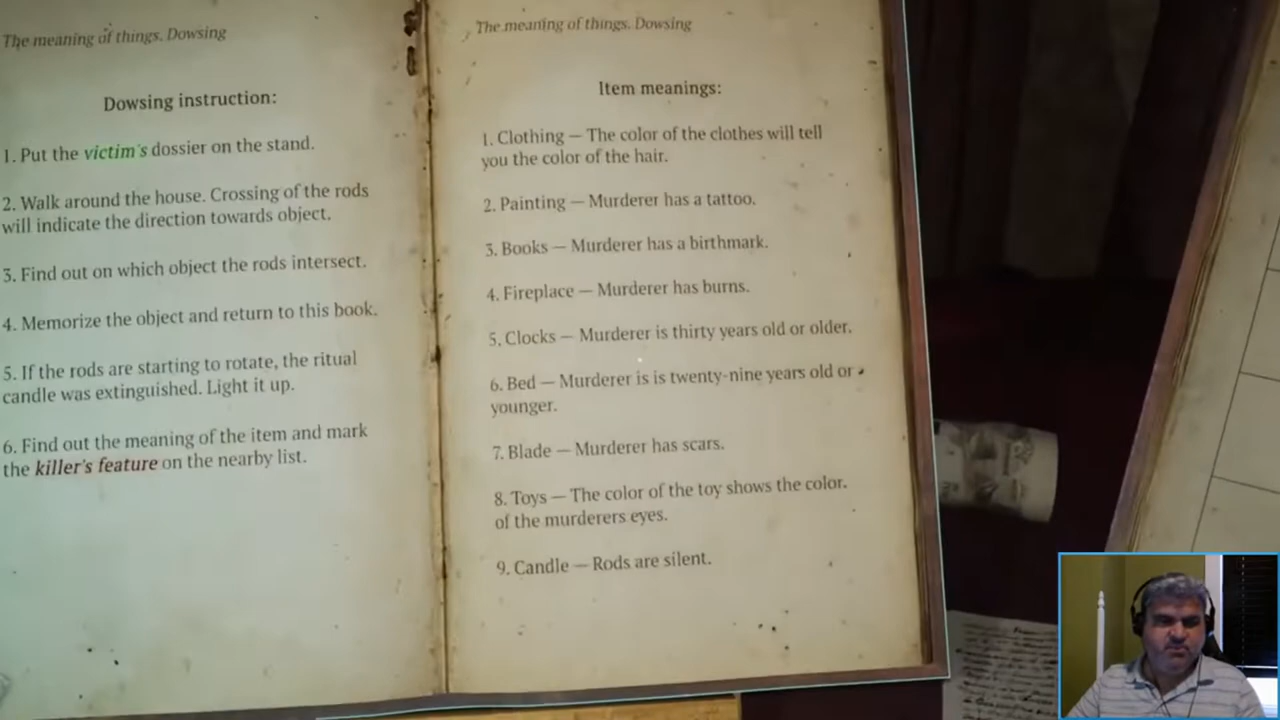 The meaning of things. Dowsing
Dowsing instruction:
1. Put the victim's dossier on the stand.
2. Walk around the house. Crossing of the rods
will indicate the direction towards object.
3. Find out on which object the rods intersect.
4. Memorize the object and return to this book.
5. If the rods are starting to rotate, the ritual
candle was extinguished. Light it up.
6. Find out the meaning of the item and mark
the killer's feature on the nearby list.
The meaning of things. Dowsing
Item meanings:
1. Clothing — The color of the clothes will tell
you the color of the hair.
2. Painting — Murderer has a tattoo.
3. Books — Murderer has a birthmark.
4. Fireplace — Murderer has burns.
5. Clocks — Murderer is thirty years old or older.
6. Bed — Murderer is is twenty-nine years old or
younger.
7. Blade — Murderer has scars.
8. Toys — The color of the toy shows the color.
of the murderers eyes.
9. Candle — Rods are silent.